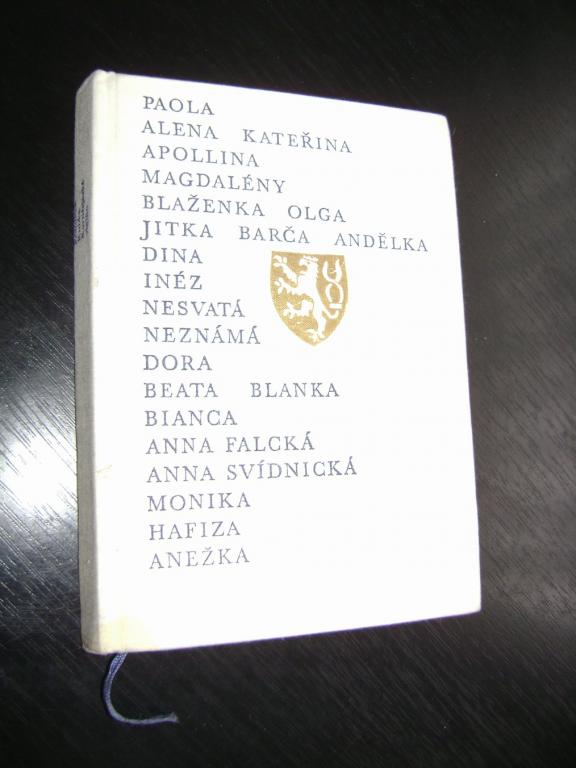 PAOLA
ALENA KATEŘINA
APOLLINA
MAGDALÉNY
BLAŽENKA OLGA
JITKA BARČA ANDĚLKA
DINA
INÉZ
NESVATÁ
NEZNÁMÁ
DORA
BEATA BLANKA
BIANCA
ANNA FALCKÁ
ANNA SVÍDNICKÁ
MONIKA
HAFIZA
ANEŽKA